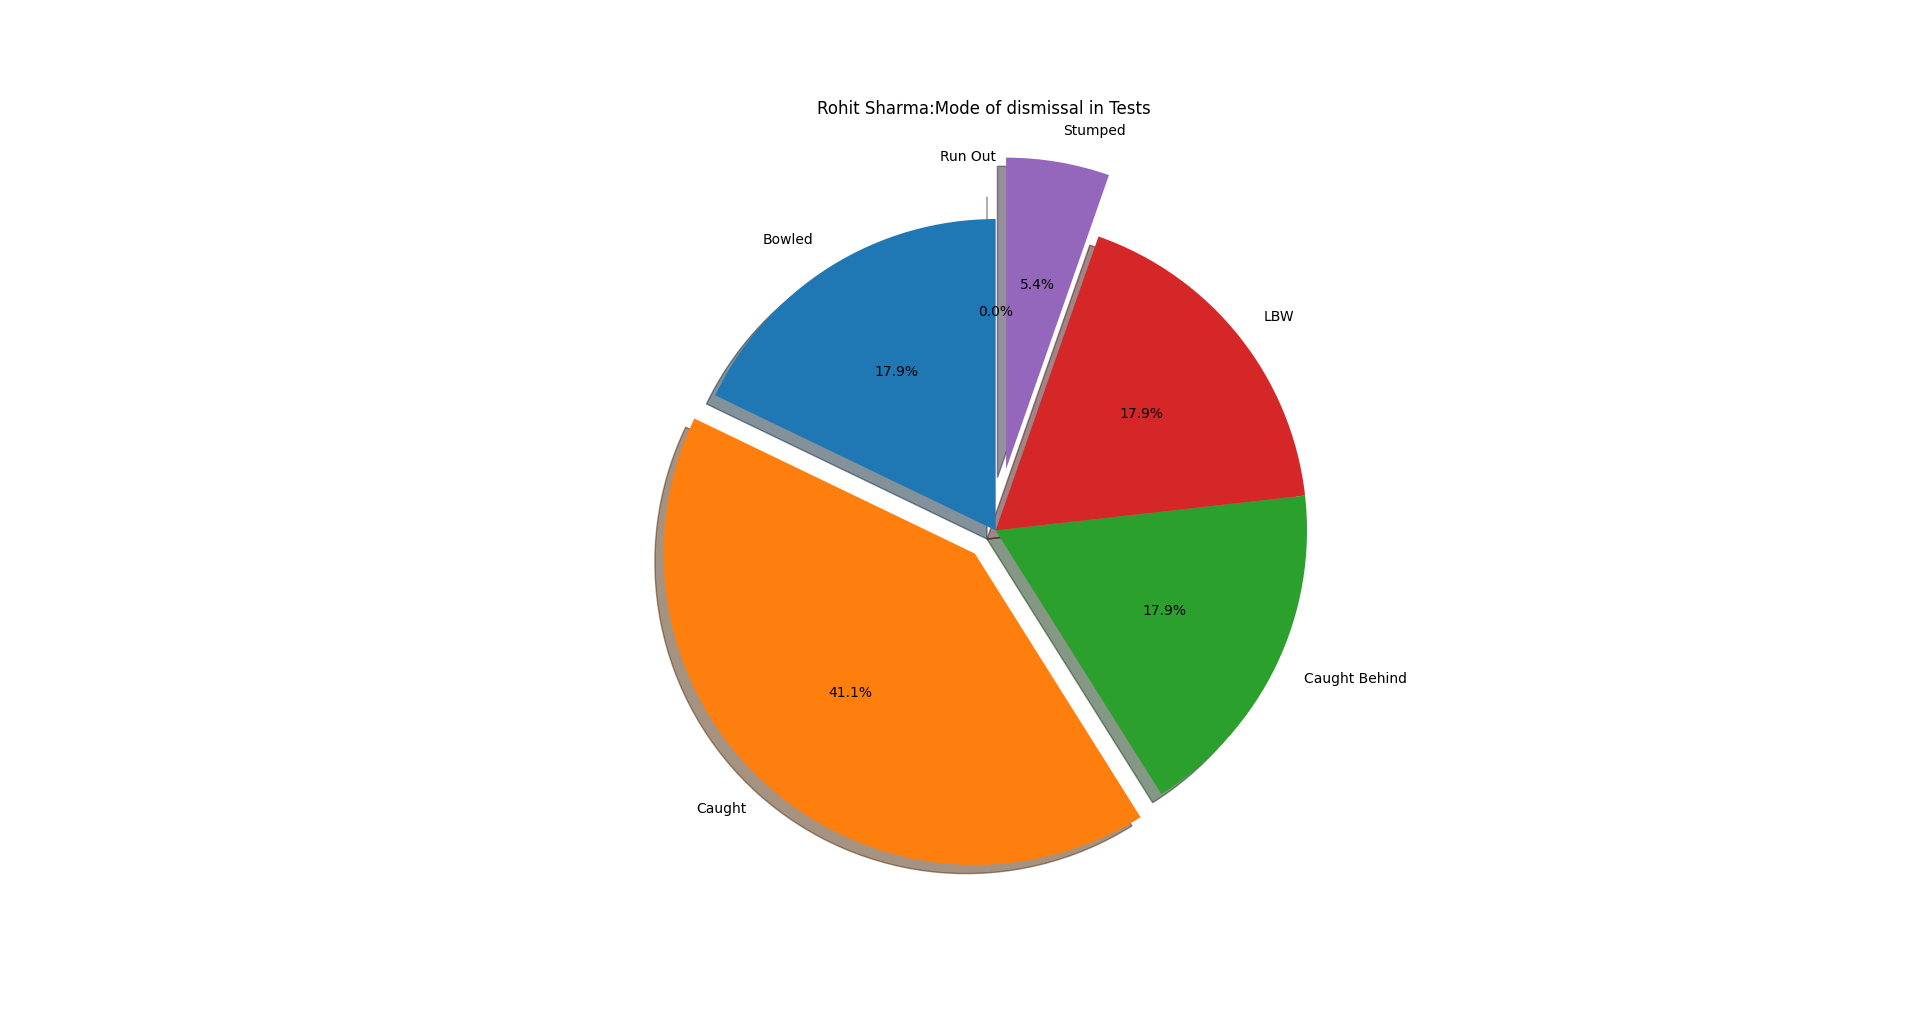 Rohit Sharma:Mode of dismissal in Tests
Stumped
Run Out
Bowled
5.4%
0.0%
LBW
17.9%
17.9%
17.9%
Caught Behind
41.1%
Caught